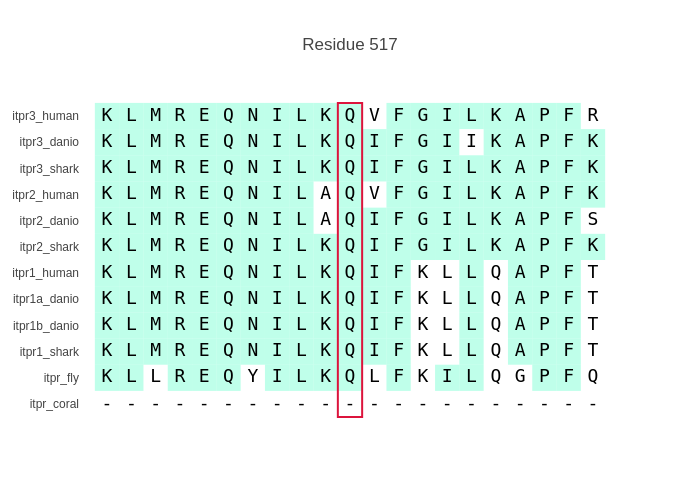 Residue 517
itpr3_human K L M R E Q N I L K Q V F G I L K A P F R
itpr3_danio K L M R E Q N I L K Q I F G I I K A P F K
itpr3_shark K L M R E Q N I L K Q I F G I L K A P F K
itpr2_human K L M R E Q N I L A Q V F G I L K A P F K
itpr2_danio K L M R E Q N I L A Q I F G I L K A P F S
itpr2_shark K L M R E Q N I L K Q I F G I L K A P F K
itpr1_human K L M R E Q N I L K Q I F K L L Q A P F T
itpr1a_danio K L M R E Q N I L K Q I F K L L Q A P F T
itpr1b_danio K L M R E Q N I L K Q I F K L L Q A P F T
itpr1_shark K L M R E Q N I L K Q I F K L L Q A P F T
itpr_fly K L L R E Q Y I L K Q L F K I L Q G P F Q
itpr_coral - - - - - - - - - - - - - - - - - - - - -